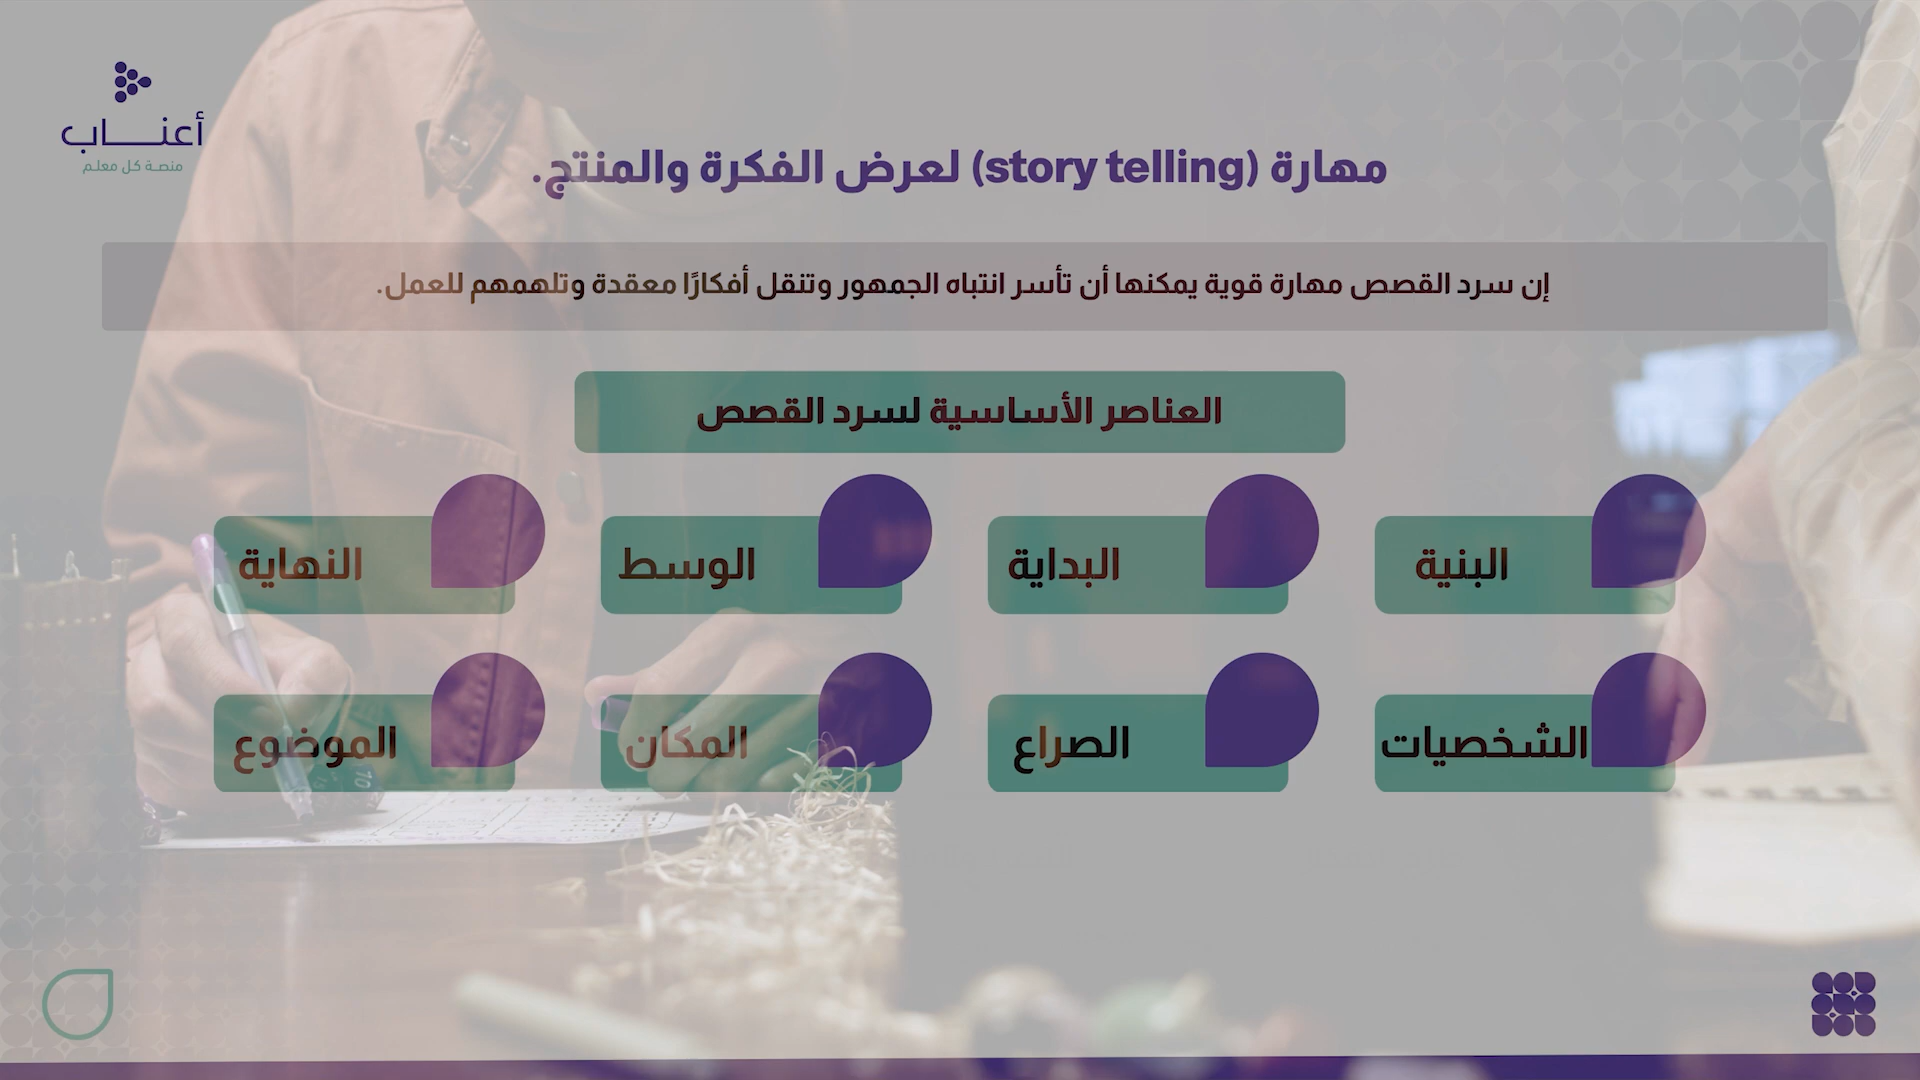 أعناب
منصة كل معلم
مهارة (story telling) لعرض الفكرة والمنتج.
إن سرد القصص مهارة قوية يمكنها أن تأسر انتباه الجمهور وتنقل أفكارًا معقدة وتلهمهم للعمل.
العناصر الأساسية لسرد القصص
البنية
البداية
الوسط
النهاية
الشخصيات
الصراع
المكان
الموضوع